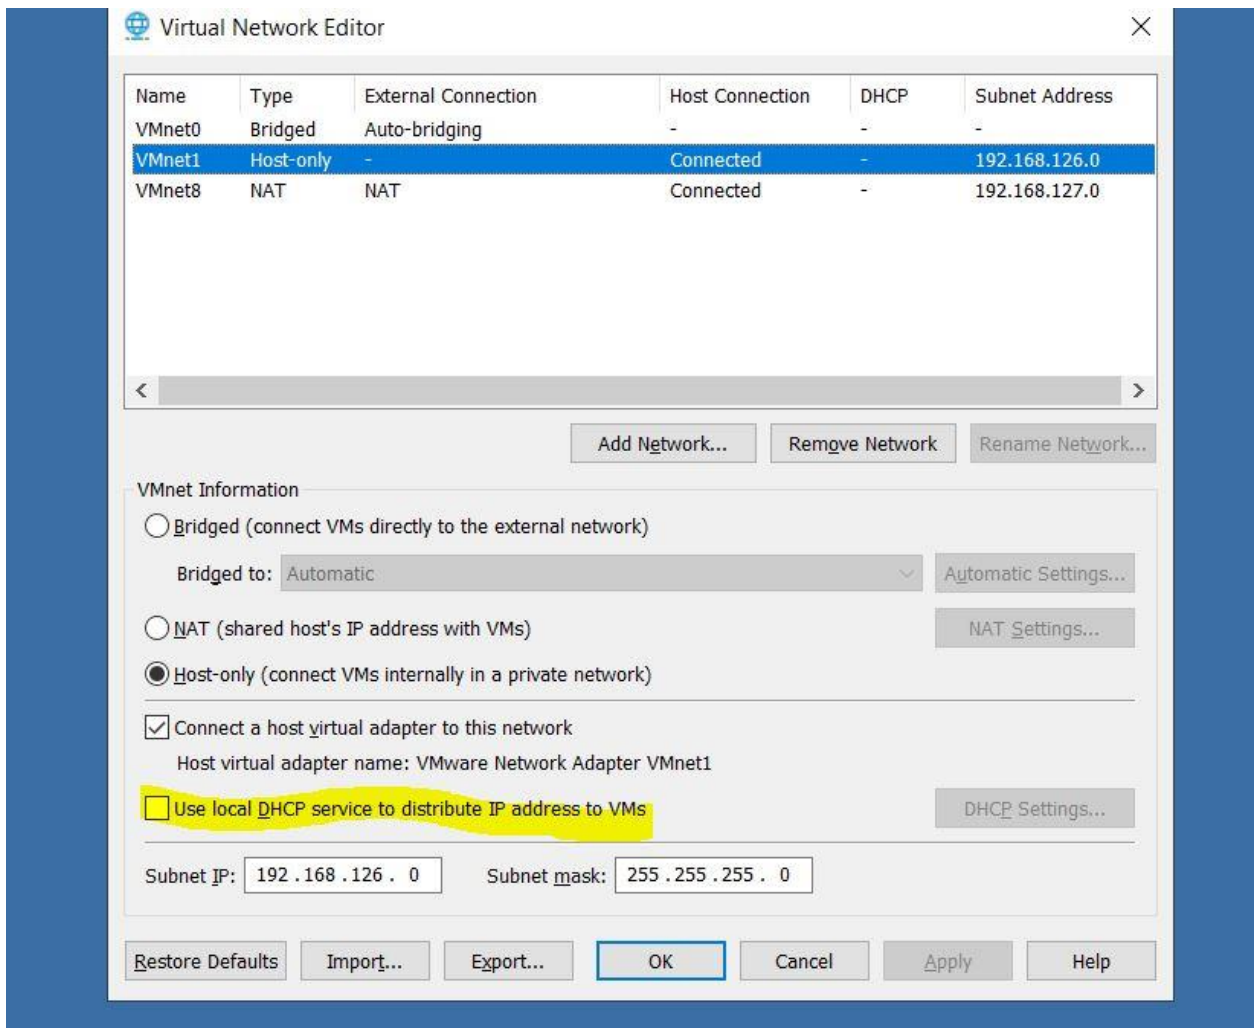 Virtual Network Editor
Name Type External Connection Host Connection DHCP Subnet Address
VMnet0 Bridged Auto-bridging - - -
VMnet1 Host-only - Connected - 192.168.126.0
VMnet8 NAT NAT Connected - 192.168.127.0
Add Network... Remove Network Rename Network...
VMnet Information
Bridged (connect VMs directly to the external network)
Bridged to: Automatic Automatic Settings...
NAT (shared host's IP address with VMs) NAT Settings...
Host-only (connect VMs internally in a private network)
Connect a host virtual adapter to this network
Host virtual adapter name: VMware Network Adapter VMnet1
Use local DHCP service to distribute IP address to VMs DHCP Settings...
Subnet IP: 192 . 168 . 126 . 0 Subnet mask: 255 . 255 . 255 . 0
Restore Defaults Import... Export... OK Cancel Apply Help